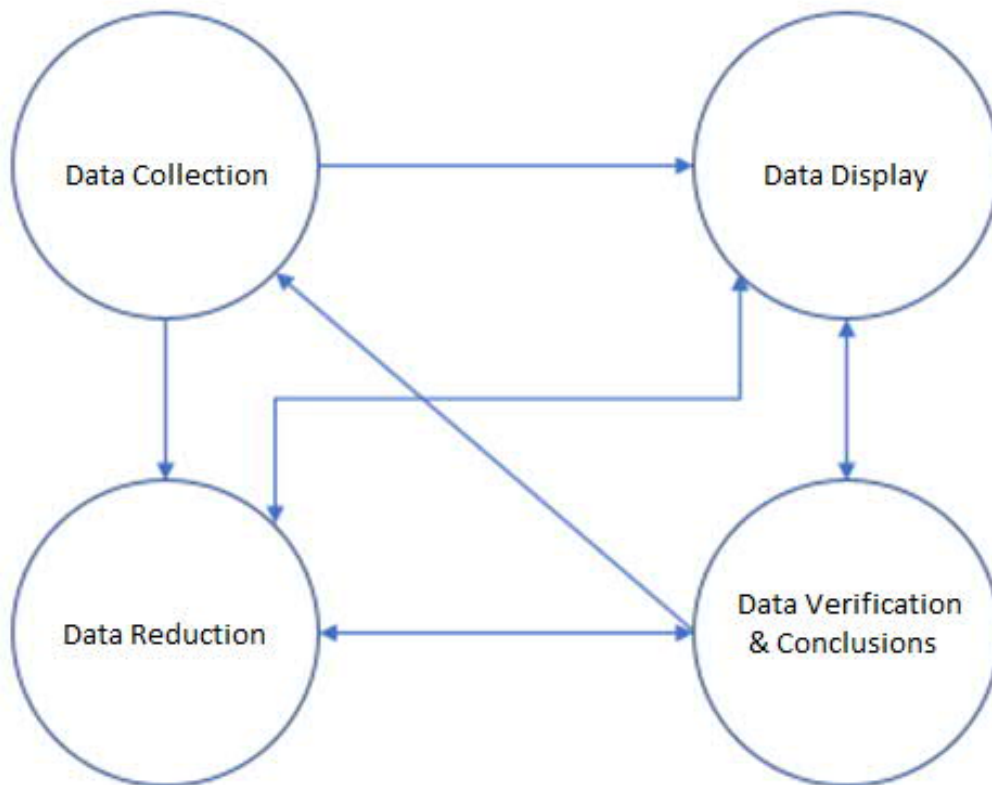 Data Collection
Data Display
Data Reduction
Data Verification
& Conclusions